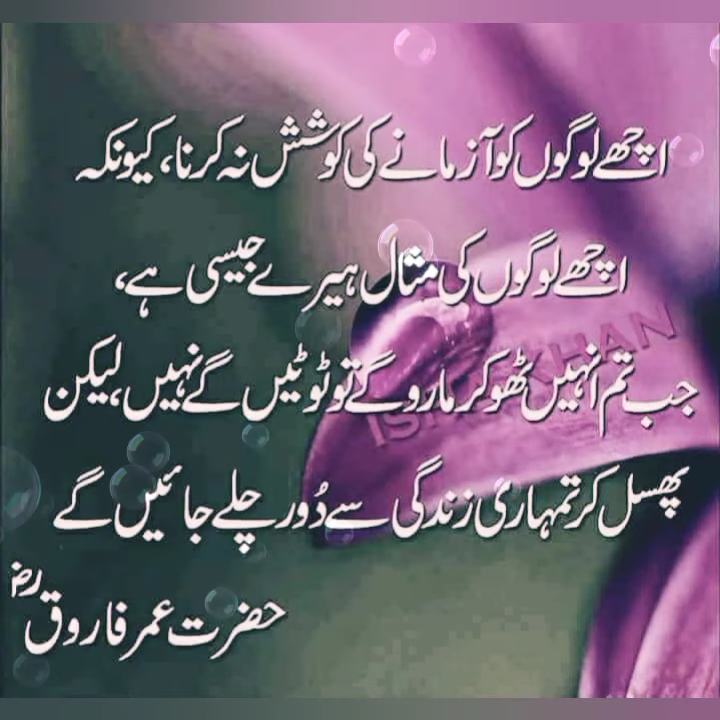 اچھے لوگوں کو آزمانے کی کوشش نہ کرنا، کیونکہ
اچھے لوگوں کی مثال ہیرے جیسی ہے،
جب تم انہیں ٹھوکر مارو گے تو ٹوٹیں گے نہیں، لیکن
پھسل کر تمہاری زندگی سے دُور چلے جائیں گے
حضرت عمر فاروق رض
KHAN